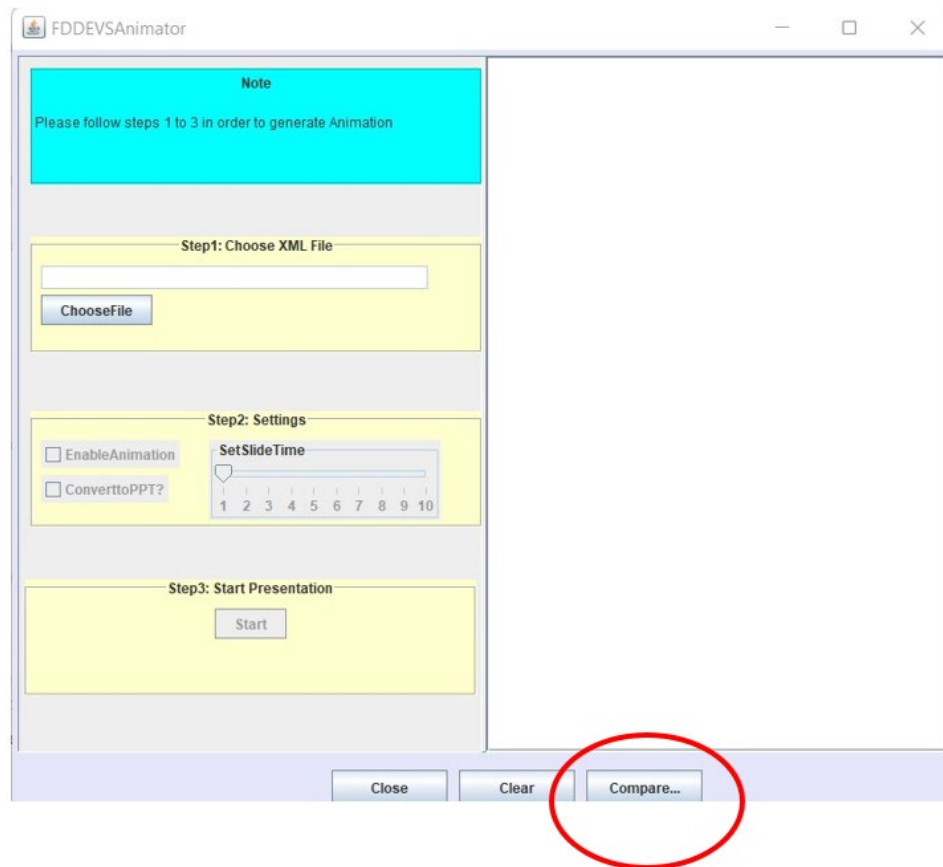 FDDEVSAnimator
Note
Please follow steps 1 to 3 in order to generate Animation
Step1: Choose XML File
ChooseFile
Step2: Settings
EnableAnimation
ConverttoPPT?
SetSlideTime
1 2 3 4 5 6 7 8 9 10
Step3: Start Presentation
Start
Close Clear Compare...